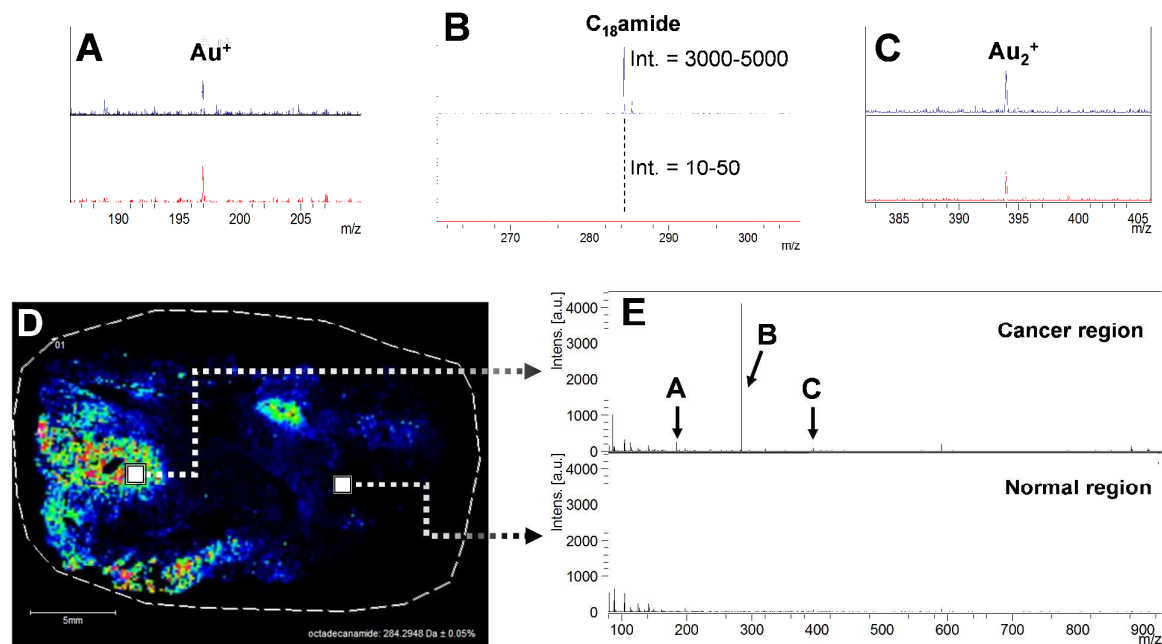 A
Au⁺
190 195 200 205
m/z
B
C₁₈amide
Int. = 3000-5000
Int. = 10-50
270 280 290 300
m/z
C
Au₂⁺
385 390 395 400 405
m/z
D
01
5mm
octadecanamide: 284.2948 Da ± 0.05%
E
Intens. [a.u.]
4000
3000
2000
1000
0
Cancer region
A
B
C
Intens. [a.u.]
4000
3000
2000
1000
0
Normal region
100 200 300 400 500 600 700 800 900
m/z